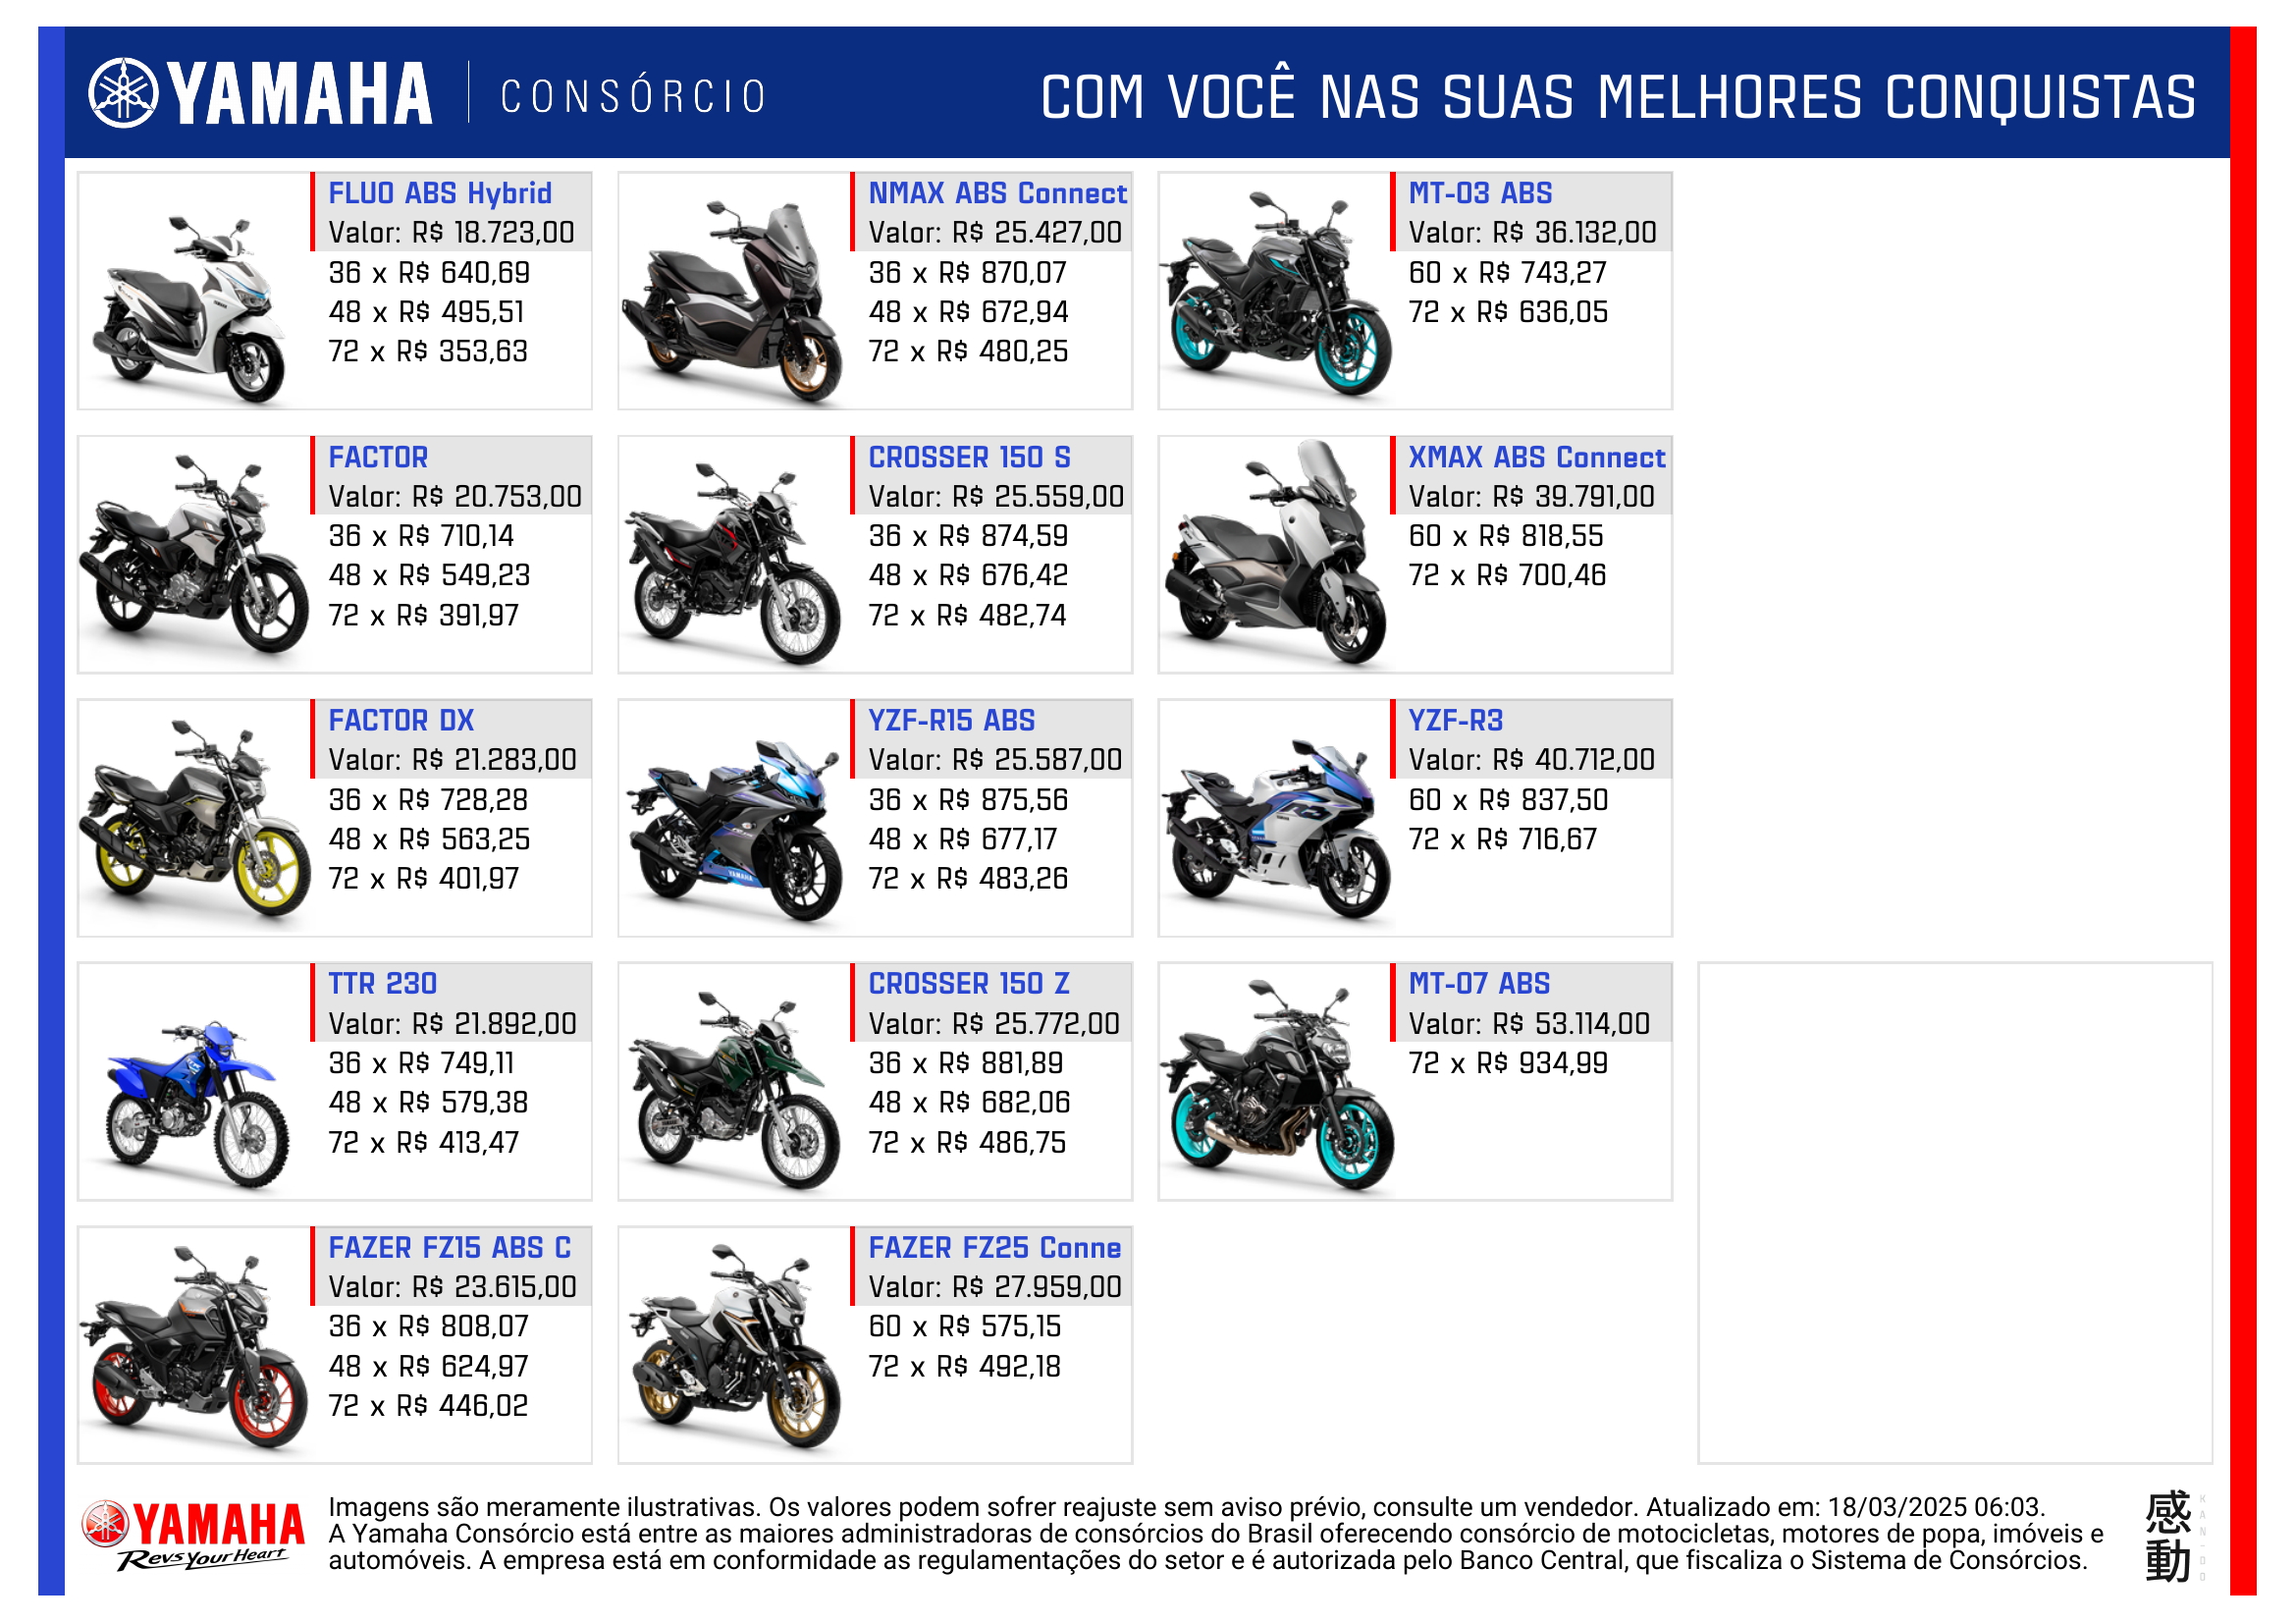 YAMAHA | CONSÓRCIO
COM VOCÊ NAS SUAS MELHORES CONQUISTAS
FLUO ABS Hybrid
Valor: R$ 18.723,00
36 x R$ 640,69
48 x R$ 495,51
72 x R$ 353,63
NMAX ABS Connect
Valor: R$ 25.427,00
36 x R$ 870,07
48 x R$ 672,94
72 x R$ 480,25
MT-03 ABS
Valor: R$ 36.132,00
60 x R$ 743,27
72 x R$ 636,05
FACTOR
Valor: R$ 20.753,00
36 x R$ 710,14
48 x R$ 549,23
72 x R$ 391,97
CROSSER 150 S
Valor: R$ 25.559,00
36 x R$ 874,59
48 x R$ 676,42
72 x R$ 482,74
XMAX ABS Connect
Valor: R$ 39.791,00
60 x R$ 818,55
72 x R$ 700,46
FACTOR DX
Valor: R$ 21.283,00
36 x R$ 728,28
48 x R$ 563,25
72 x R$ 401,97
YZF-R15 ABS
Valor: R$ 25.587,00
36 x R$ 875,56
48 x R$ 677,17
72 x R$ 483,26
YZF-R3
Valor: R$ 40.712,00
60 x R$ 837,50
72 x R$ 716,67
TTR 230
Valor: R$ 21.892,00
36 x R$ 749,11
48 x R$ 579,38
72 x R$ 413,47
CROSSER 150 Z
Valor: R$ 25.772,00
36 x R$ 881,89
48 x R$ 682,06
72 x R$ 486,75
MT-07 ABS
Valor: R$ 53.114,00
72 x R$ 934,99
FAZER FZ15 ABS C
Valor: R$ 23.615,00
36 x R$ 808,07
48 x R$ 624,97
72 x R$ 446,02
FAZER FZ25 Conne
Valor: R$ 27.959,00
60 x R$ 575,15
72 x R$ 492,18
YAMAHA
Revs Your Heart
Imagens são meramente ilustrativas. Os valores podem sofrer reajuste sem aviso prévio, consulte um vendedor. Atualizado em: 18/03/2025 06:03.
A Yamaha Consórcio está entre as maiores administradoras de consórcios do Brasil oferecendo consórcio de motocicletas, motores de popa, imóveis e
automóveis. A empresa está em conformidade as regulamentações do setor e é autorizada pelo Banco Central, que fiscaliza o Sistema de Consórcios.
感動
KAN-DO